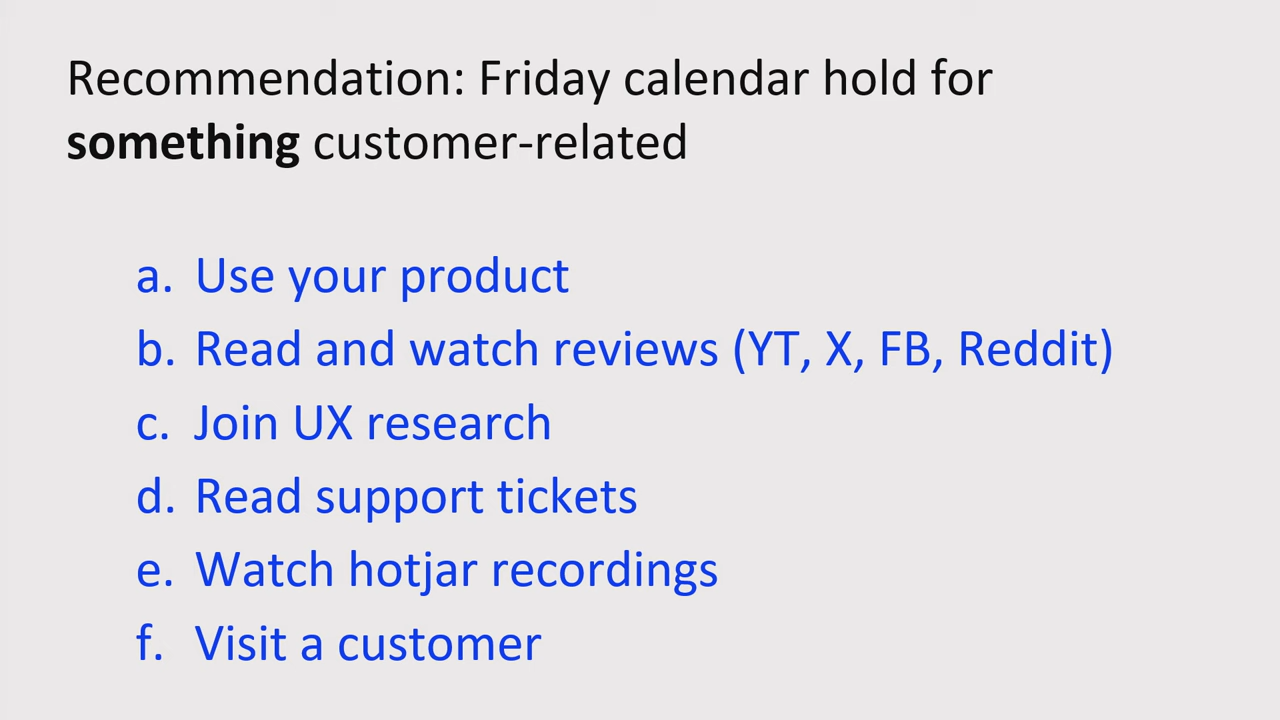 Recommendation: Friday calendar hold for
something customer-related
a. Use your product
b. Read and watch reviews (YT, X, FB, Reddit)
c. Join UX research
d. Read support tickets
e. Watch hotjar recordings
f. Visit a customer